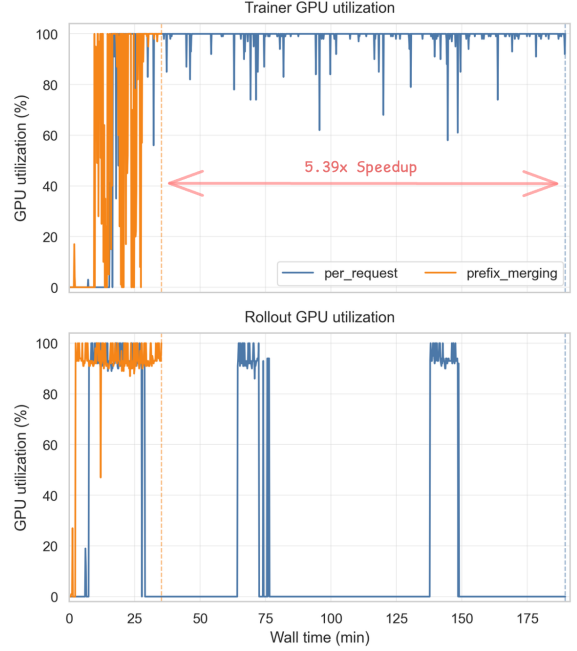 Trainer GPU utilization
GPU utilization (%)
100
80
60
40
20
0
5.39x Speedup
per_request
prefix_merging
Rollout GPU utilization
GPU utilization (%)
100
80
60
40
20
0
0
25
50
75
100
125
150
175
Wall time (min)